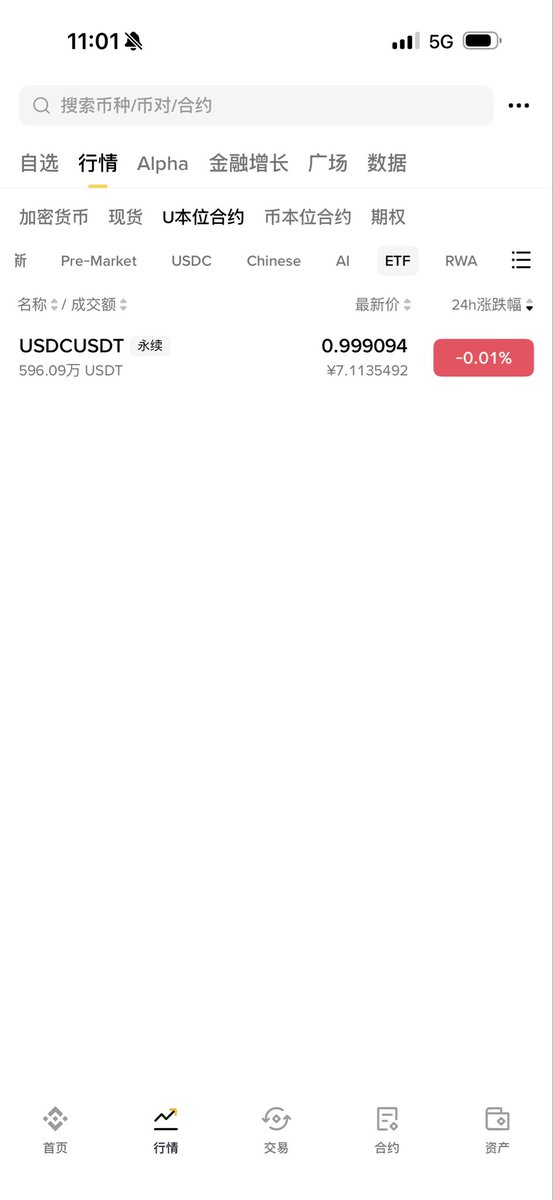 11:01 5G
搜索币种/币对/合约
自选 行情 Alpha 金融增长 广场 数据
加密货币 现货 U本位合约 币本位合约 期权
新 Pre-Market USDC Chinese AI ETF RWA
名称 / 成交额 最新价 24h涨跌幅
USDCUSDT 永续 0.999094 -0.01%
596.09万 USDT ¥7.1135492
首页 行情 交易 合约 资产